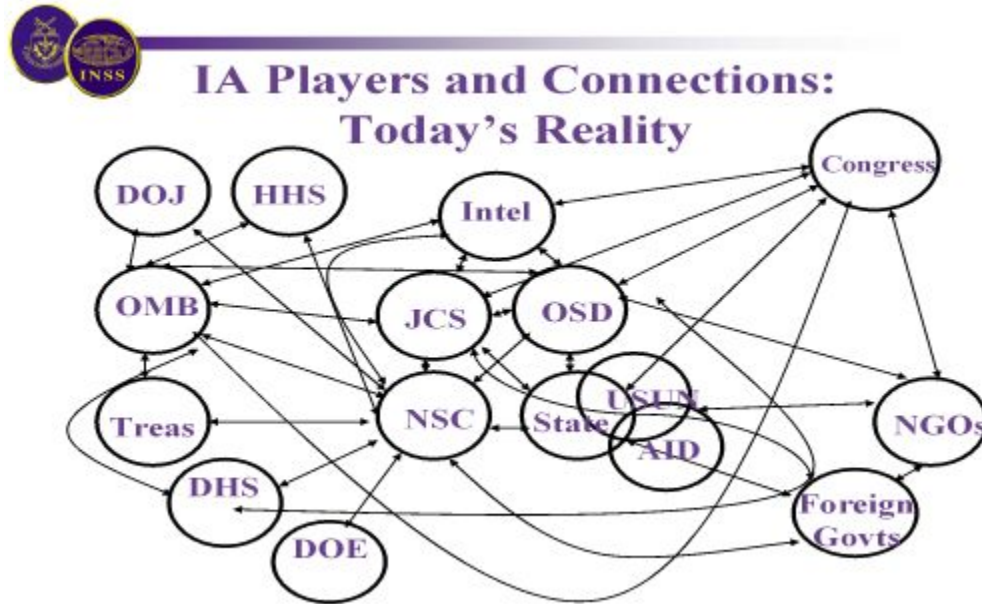 INSS
IA Players and Connections:
Today's Reality
DOJ
HHS
Intel
Congress
OMB
JCS
OSD
Treas
NSC
State
USUN
AID
NGOs
DHS
DOE
Foreign
Govts